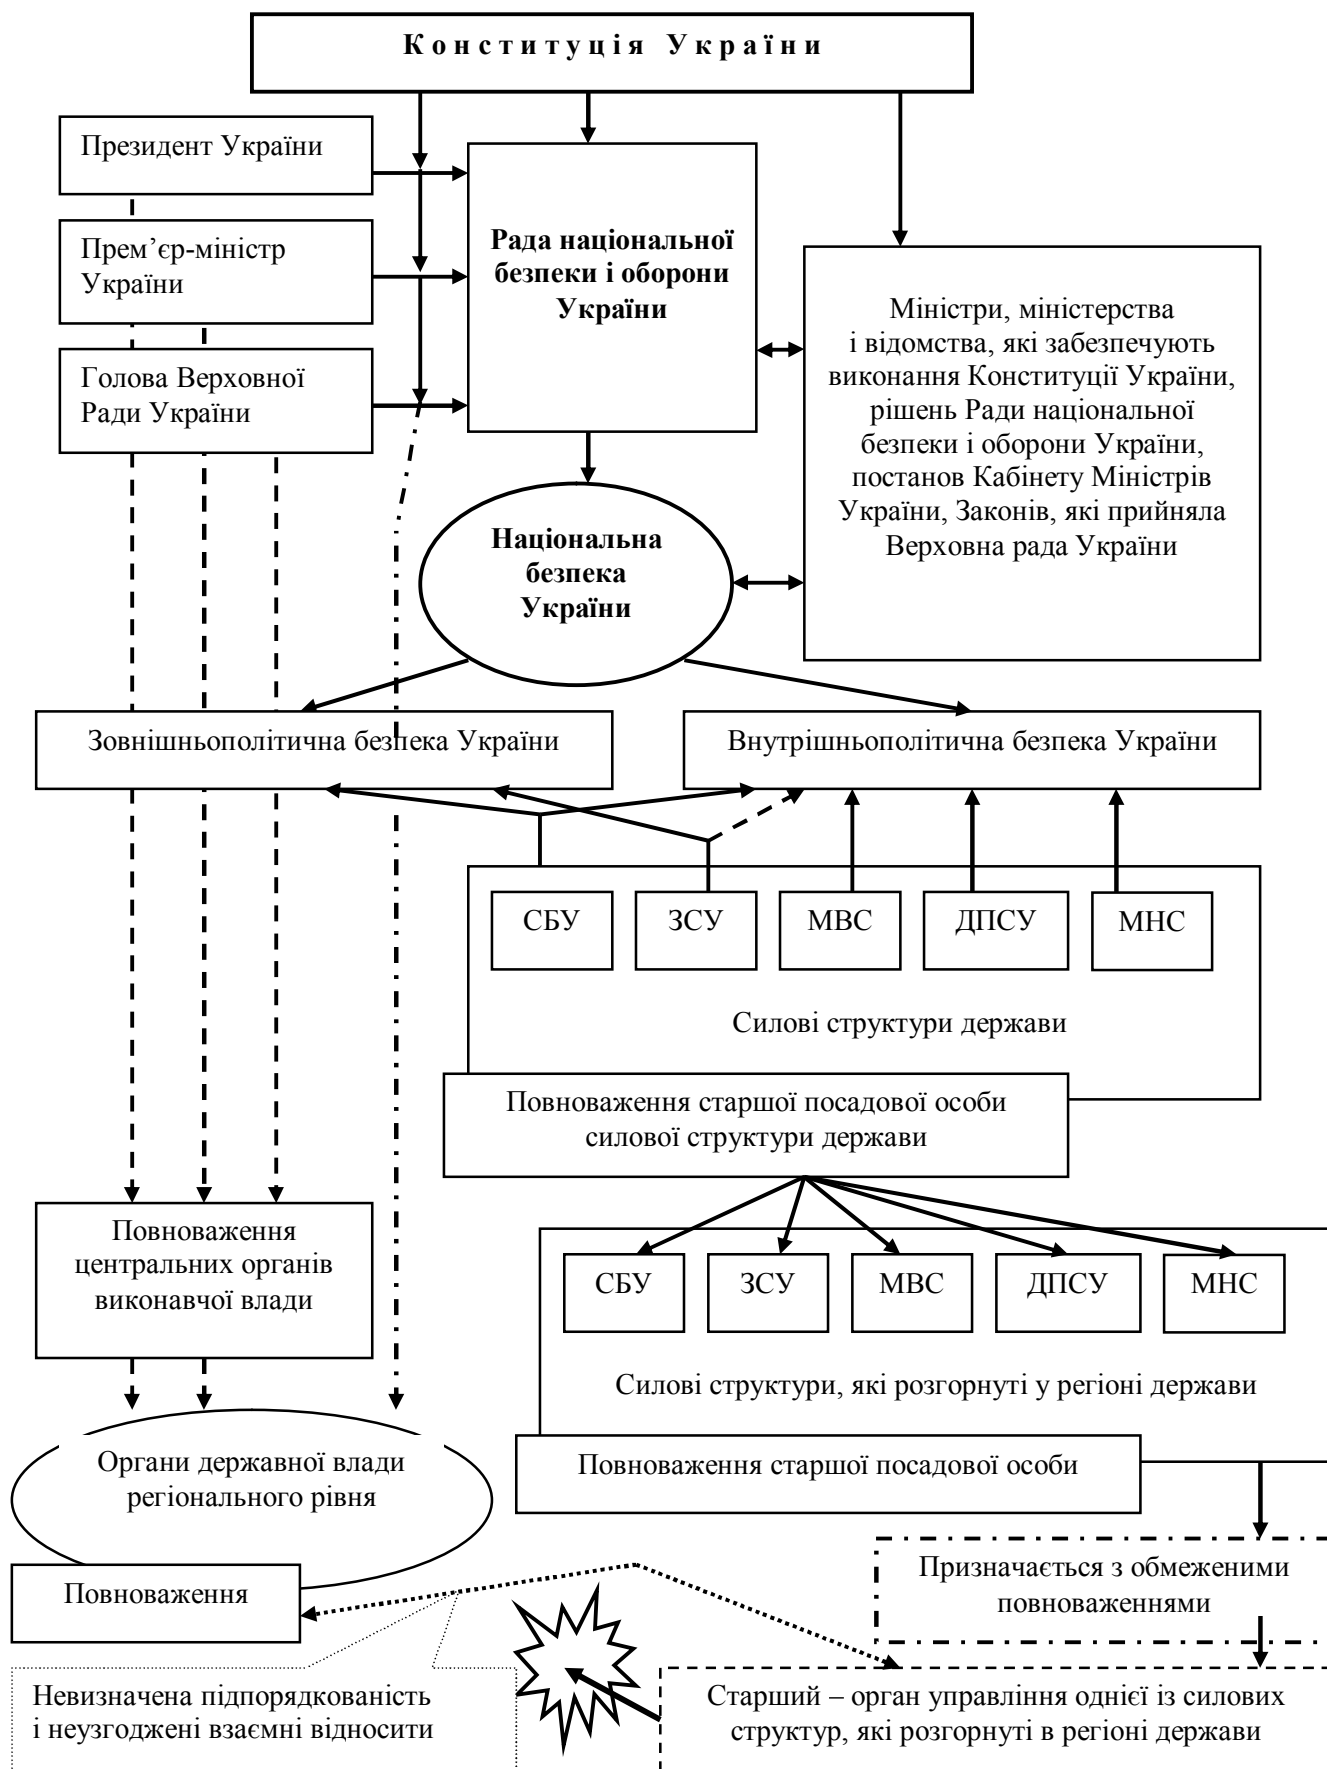 Конституція України
Президент України
Прем’єр-міністр
України
Голова Верховної
Ради України
Рада національної
безпеки і оборони
України
Міністри, міністерства
і відомства, які забезпечують
виконання Конституції України,
рішень Ради національної
безпеки і оборони України,
постанов Кабінету Міністрів
України, Законів, які прийняла
Верховна рада України
Національна
безпека
України
Зовнішньополітична безпека України
Внутрішньополітична безпека України
СБУ
ЗСУ
МВС
ДПСУ
МНС
Силові структури держави
Повноваження старшої посадової особи
силової структури держави
Повноваження
центральних органів
виконавчої влади
СБУ
ЗСУ
МВС
ДПСУ
МНС
Силові структури, які розгорнуті у регіоні держави
Повноваження старшої посадової особи
Органи державної влади
регіонального рівня
Повноваження
Призначається з обмеженими
повноваженнями
Невизначена підпорядкованість
і неузгоджені взаємні відносити
Старший – орган управління однієї із силових
структур, які розгорнуті в регіоні держави